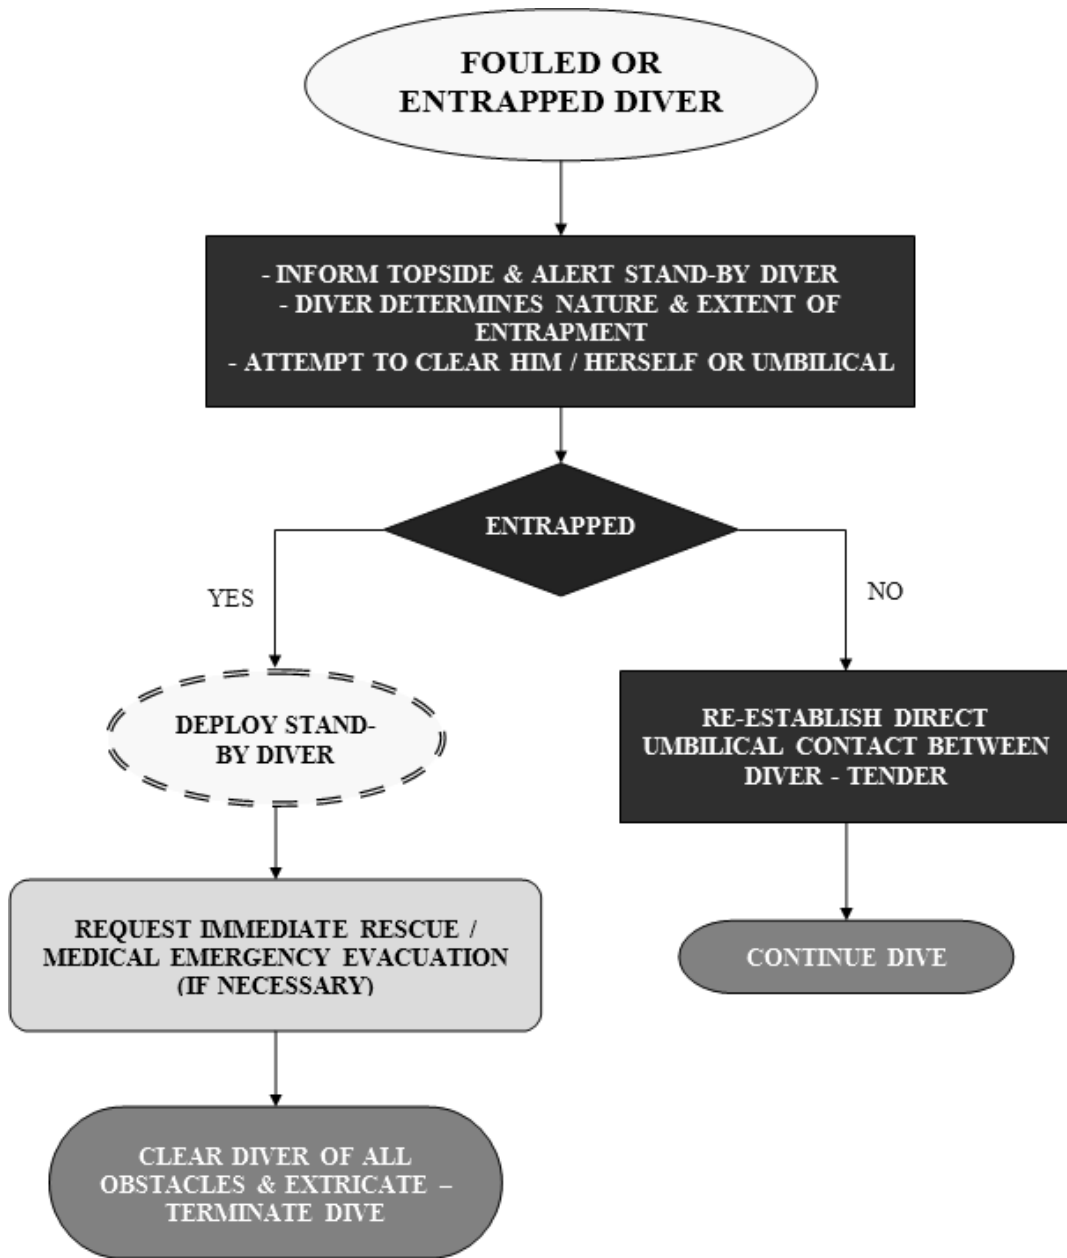 FOULED OR
ENTRAPPED DIVER
- INFORM TOPSIDE & ALERT STAND-BY DIVER
- DIVER DETERMINES NATURE & EXTENT OF
ENTRAPMENT
- ATTEMPT TO CLEAR HIM / HERSELF OR UMBILICAL
ENTRAPPED
YES
NO
DEPLOY STAND-
BY DIVER
RE-ESTABLISH DIRECT
UMBILICAL CONTACT BETWEEN
DIVER - TENDER
REQUEST IMMEDIATE RESCUE /
MEDICAL EMERGENCY EVACUATION
(IF NECESSARY)
CONTINUE DIVE
CLEAR DIVER OF ALL
OBSTACLES & EXTRICATE –
TERMINATE DIVE